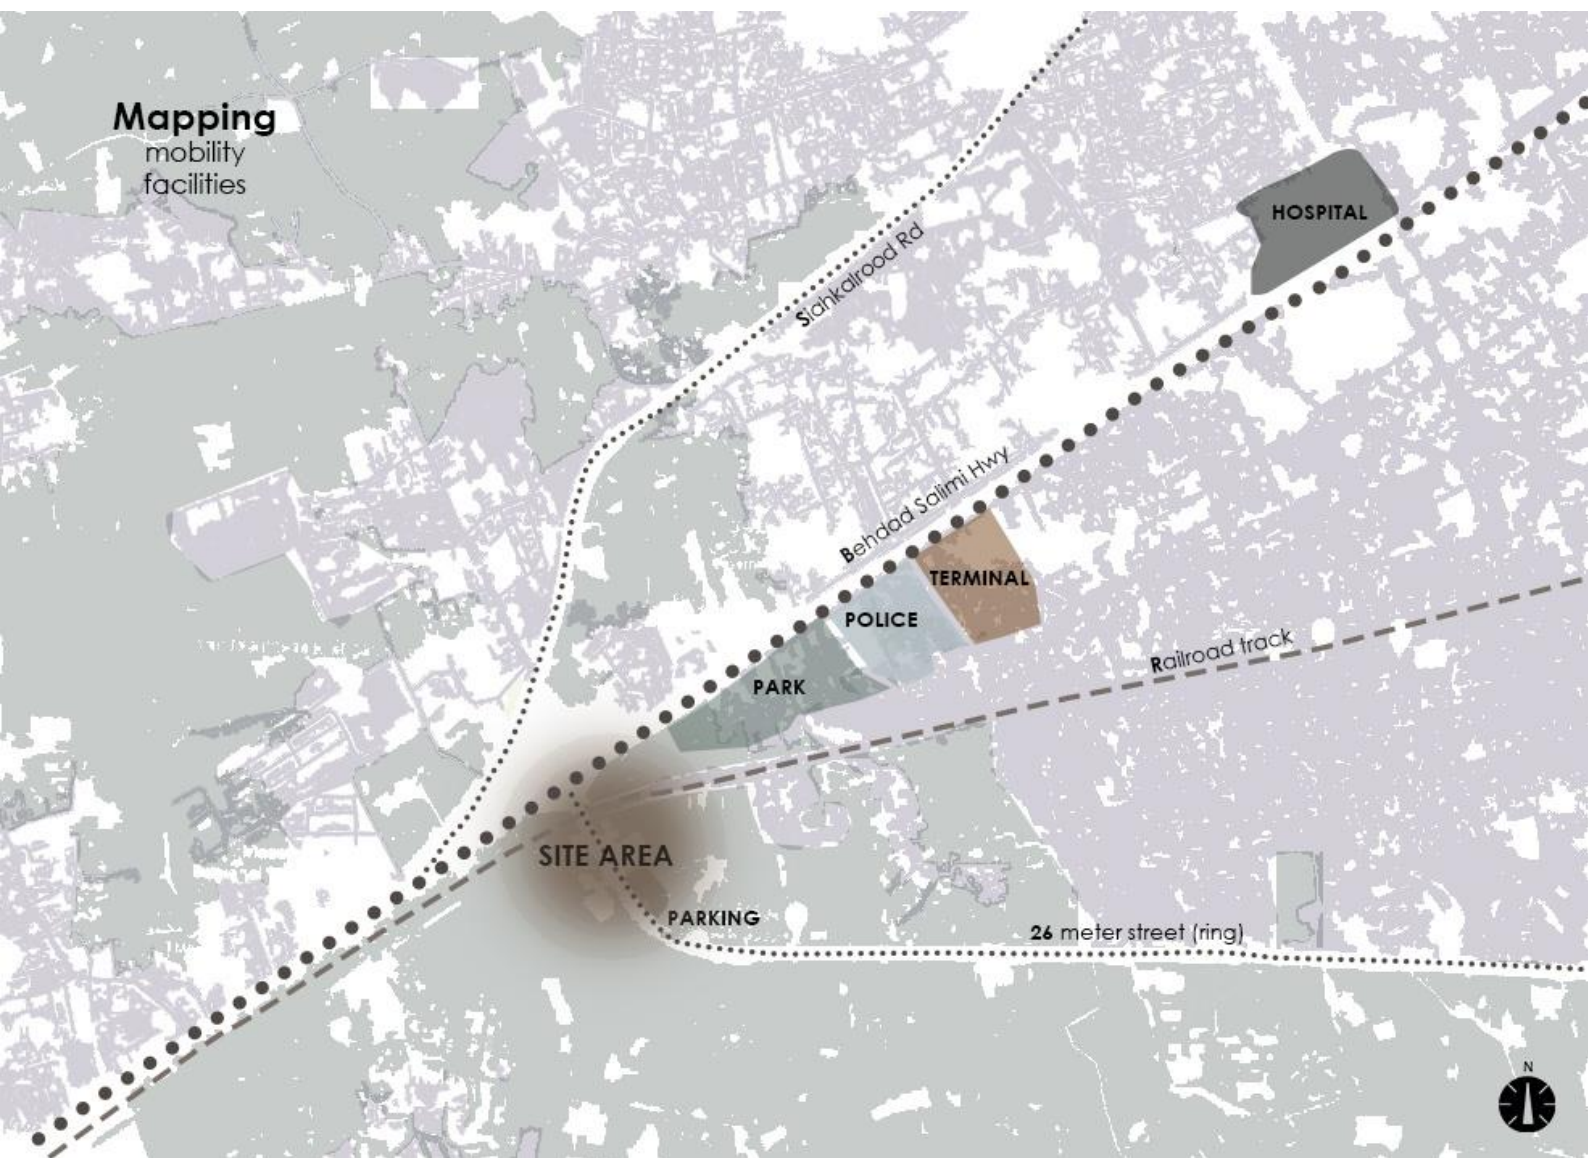 Mapping
mobility
facilities
HOSPITAL
Siahkalrood Rd
Behdad Salimi Hwy
TERMINAL
POLICE
Railroad track
PARK
SITE AREA
PARKING
26 meter street (ring)
N